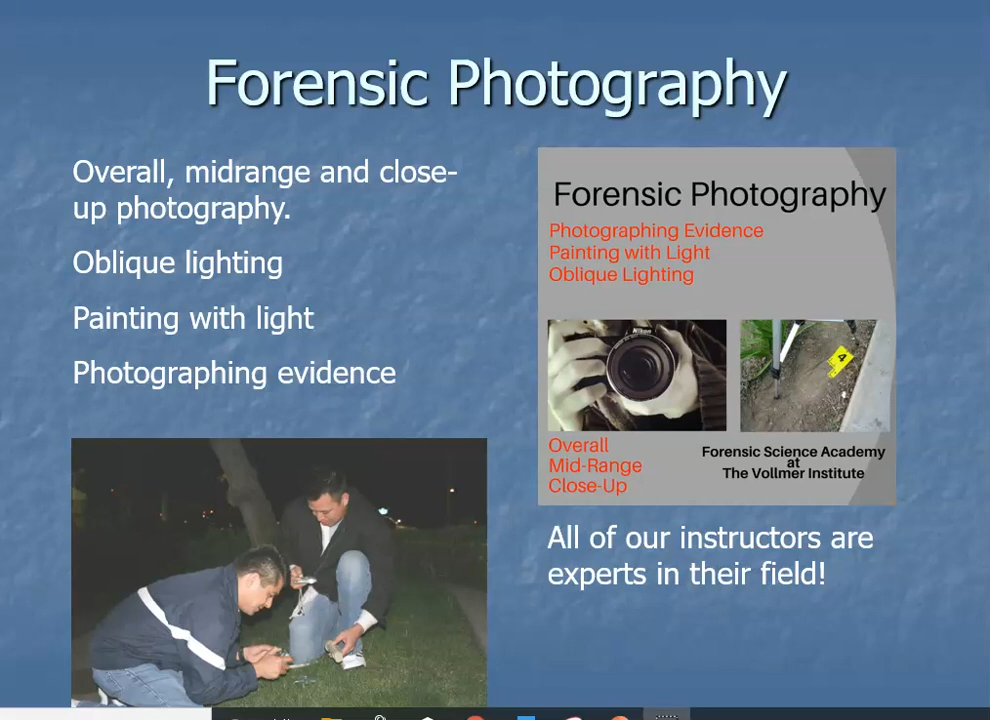 Forensic Photography
Overall, midrange and close-
up photography.
Oblique lighting
Painting with light
Photographing evidence
Forensic Photography
Photographing Evidence
Painting with Light
Oblique Lighting
Nikon
4
Overall
Mid-Range
Close-Up
Forensic Science Academy
at
The Vollmer Institute
All of our instructors are
experts in their field!